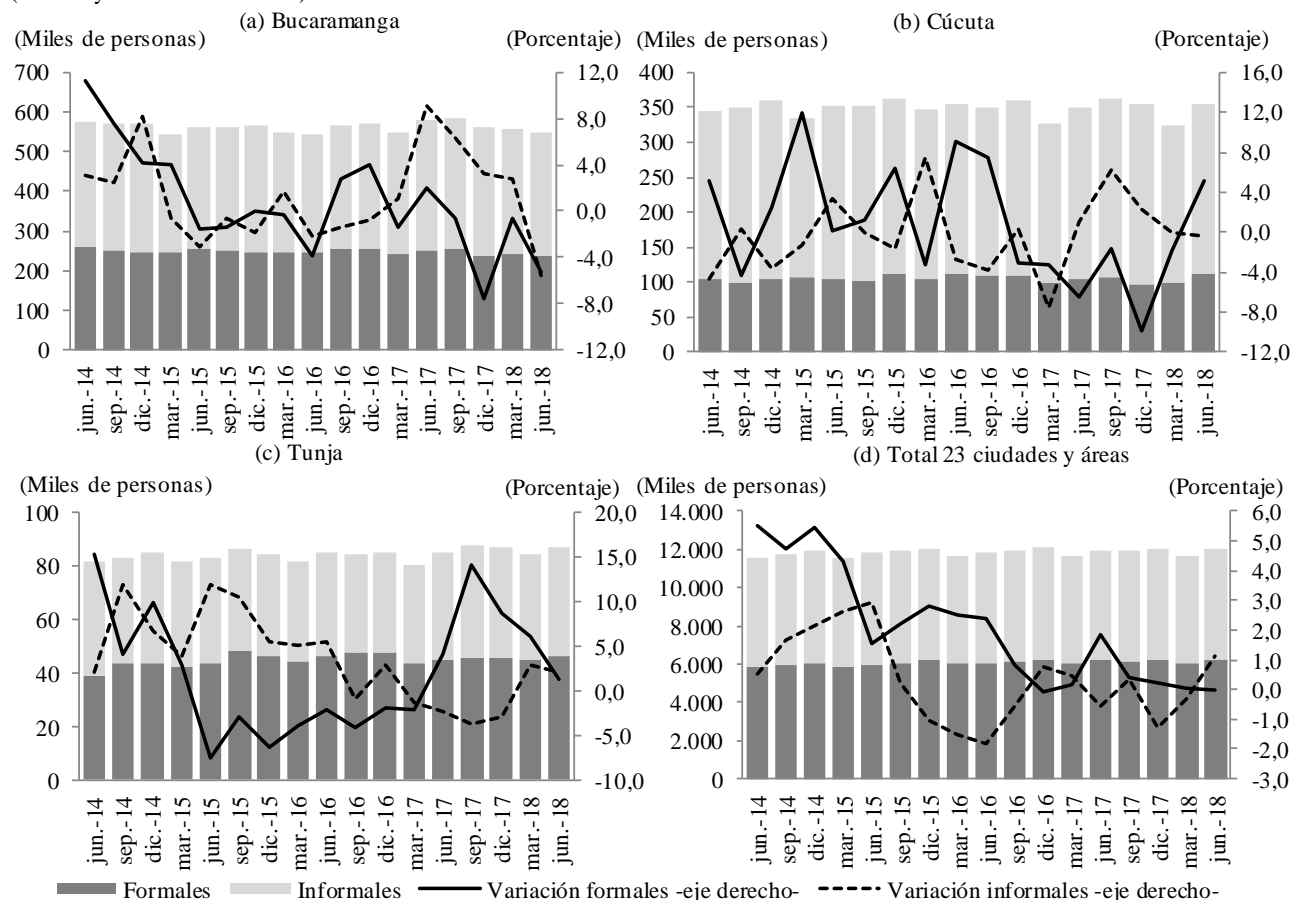 (a) Bucaramanga
(Miles de personas)
(Porcentaje)
700
600
500
400
300
200
100
0
12,0
8,0
4,0
0,0
-4,0
-8,0
-12,0
jun.-14
sep.-14
dic.-14
mar.-15
jun.-15
sep.-15
dic.-15
mar.-16
jun.-16
sep.-16
dic.-16
mar.-17
jun.-17
sep.-17
dic.-17
mar.-18
jun.-18
(b) Cúcuta
(Miles de personas)
(Porcentaje)
400
350
300
250
200
150
100
50
0
16,0
12,0
8,0
4,0
0,0
-4,0
-8,0
-12,0
jun.-14
sep.-14
dic.-14
mar.-15
jun.-15
sep.-15
dic.-15
mar.-16
jun.-16
sep.-16
dic.-16
mar.-17
jun.-17
sep.-17
dic.-17
mar.-18
jun.-18
(c) Tunja
(Miles de personas)
(Porcentaje)
100
80
60
40
20
0
20,0
15,0
10,0
5,0
0,0
-5,0
-10,0
jun.-14
sep.-14
dic.-14
mar.-15
jun.-15
sep.-15
dic.-15
mar.-16
jun.-16
sep.-16
dic.-16
mar.-17
jun.-17
sep.-17
dic.-17
mar.-18
jun.-18
(d) Total 23 ciudades y áreas
(Miles de personas)
(Porcentaje)
14.000
12.000
10.000
8.000
6.000
4.000
2.000
0
6,0
5,0
4,0
3,0
2,0
1,0
0,0
-1,0
-2,0
-3,0
jun.-14
sep.-14
dic.-14
mar.-15
jun.-15
sep.-15
dic.-15
mar.-16
jun.-16
sep.-16
dic.-16
mar.-17
jun.-17
sep.-17
dic.-17
mar.-18
jun.-18
Formales Informales Variación formales -eje derecho- Variación informales -eje derecho-